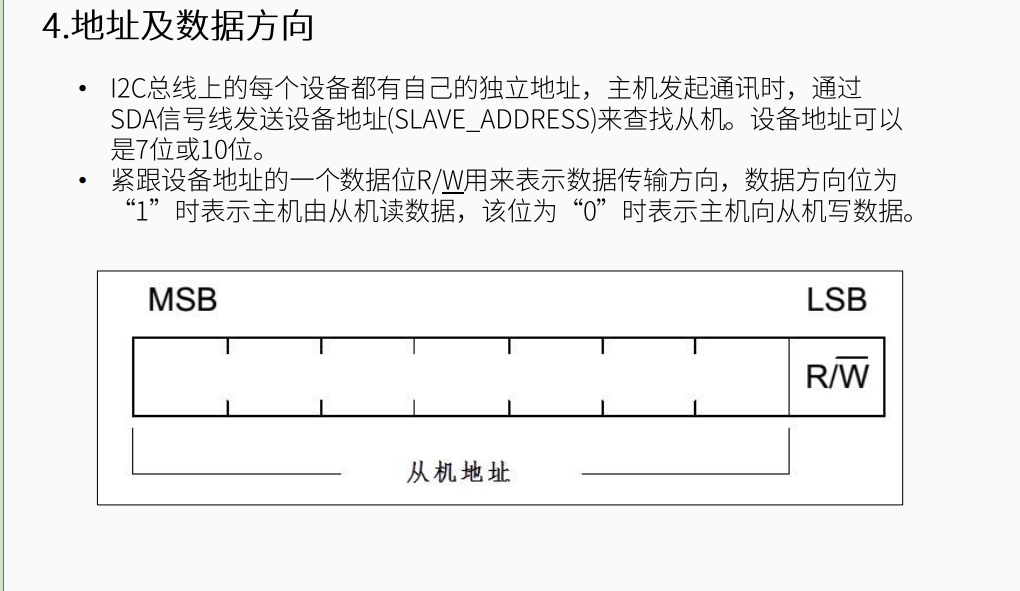 4.地址及数据方向
• I2C总线上的每个设备都有自己的独立地址，主机发起通讯时，通过
SDA信号线发送设备地址(SLAVE_ADDRESS)来查找从机。设备地址可以
是7位或10位。
• 紧跟设备地址的一个数据位R/W用来表示数据传输方向，数据方向位为
“1”时表示主机由从机读数据，该位为“0”时表示主机向从机写数据。
MSB LSB
R/W̅
从机地址